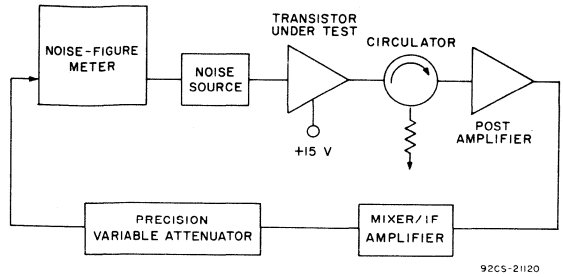 NOISE-FIGURE
METER
NOISE
SOURCE
TRANSISTOR
UNDER TEST
+15 V
CIRCULATOR
POST
AMPLIFIER
PRECISION
VARIABLE ATTENUATOR
MIXER/IF
AMPLIFIER
92CS-21120